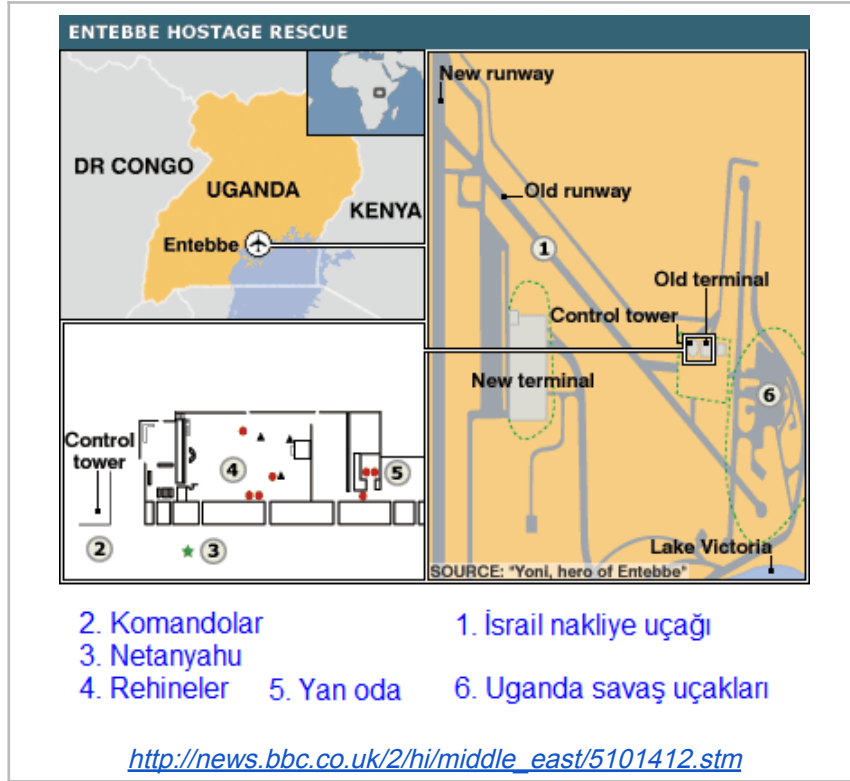 ENTEBBE HOSTAGE RESCUE
DR CONGO
UGANDA
KENYA
Entebbe
New runway
Old runway
1
Old terminal
Control tower
New terminal
6
Lake Victoria
SOURCE: "Yoni, hero of Entebbe"
Control
tower
4
5
2
3
2. Komandolar
3. Netanyahu
4. Rehineler
5. Yan oda
1. İsrail nakliye uçağı
6. Uganda savaş uçakları
http://news.bbc.co.uk/2/hi/middle_east/5101412.stm